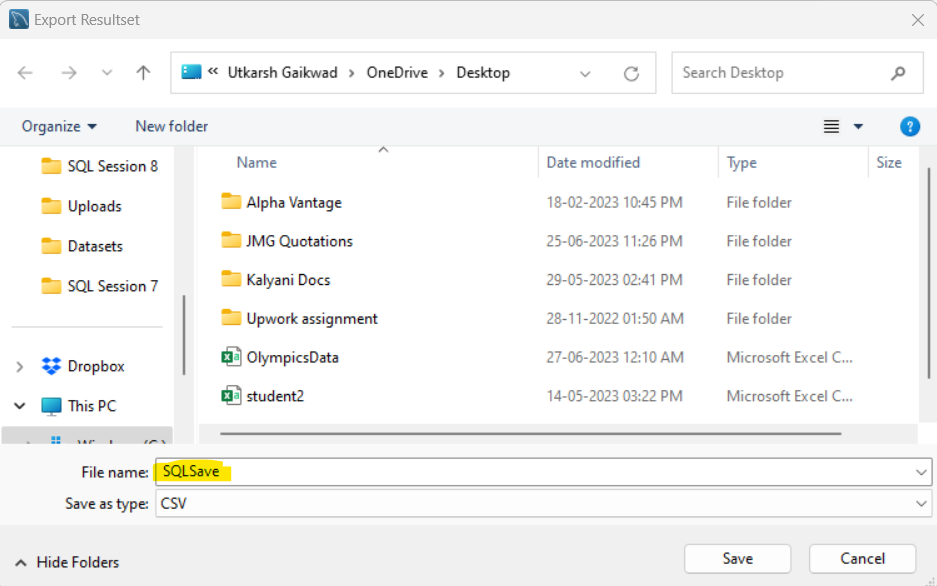 Export Resultset
« Utkarsh Gaikwad > OneDrive > Desktop
Search Desktop
Organize
New folder
?
Name Date modified Type Size
SQL Session 8
Uploads
Datasets
SQL Session 7
Dropbox
This PC
Alpha Vantage 18-02-2023 10:45 PM File folder
JMG Quotations 25-06-2023 11:26 PM File folder
Kalyani Docs 29-05-2023 02:41 PM File folder
Upwork assignment 28-11-2022 01:50 AM File folder
OlympicsData 27-06-2023 12:10 AM Microsoft Excel C...
student2 14-05-2023 03:22 PM Microsoft Excel C...
File name: SQLSave
Save as type: CSV
Hide Folders
Save
Cancel